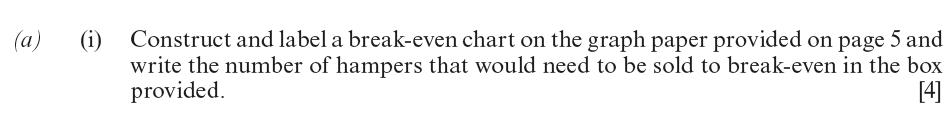 (a) (i) Construct and label a break-even chart on the graph paper provided on page 5 and
write the number of hampers that would need to be sold to break-even in the box
provided. [4]